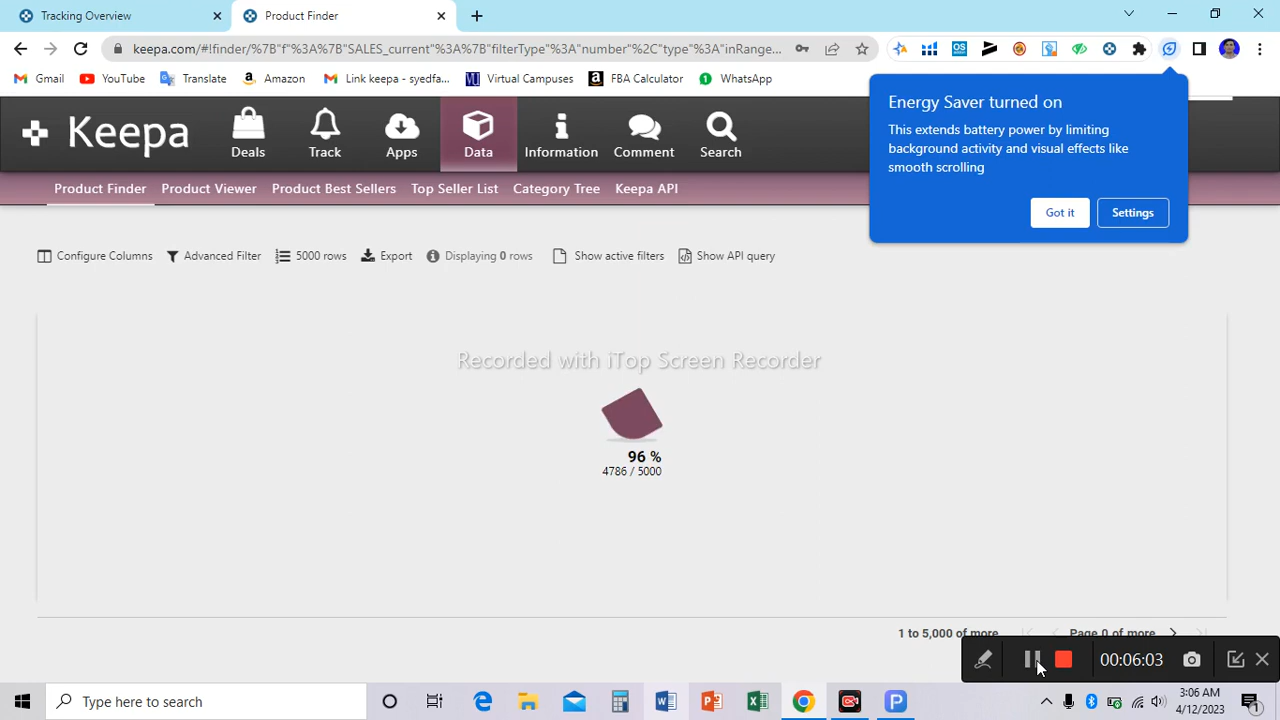 Tracking Overview
Product Finder
keepa.com/#!finder/%7B"f"%3A%7B"SALES_current"%3A%7B"filterType"%3A"number"%2C"type"%3A"inRange...
Gmail YouTube Translate Amazon Link keepa - syedfa... Virtual Campuses FBA Calculator WhatsApp
Energy Saver turned on
This extends battery power by limiting
background activity and visual effects like
smooth scrolling
Got it Settings
Keepa
Deals Track Apps Data Information Comment Search
Product Finder Product Viewer Product Best Sellers Top Seller List Category Tree Keepa API
Configure Columns Advanced Filter 5000 rows Export Displaying 0 rows Show active filters Show API query
Recorded with iTop Screen Recorder
96 %
4786 / 5000
1 to 5,000 of more Page 0 of more
00:06:03
Type here to search
3:06 AM
4/12/2023